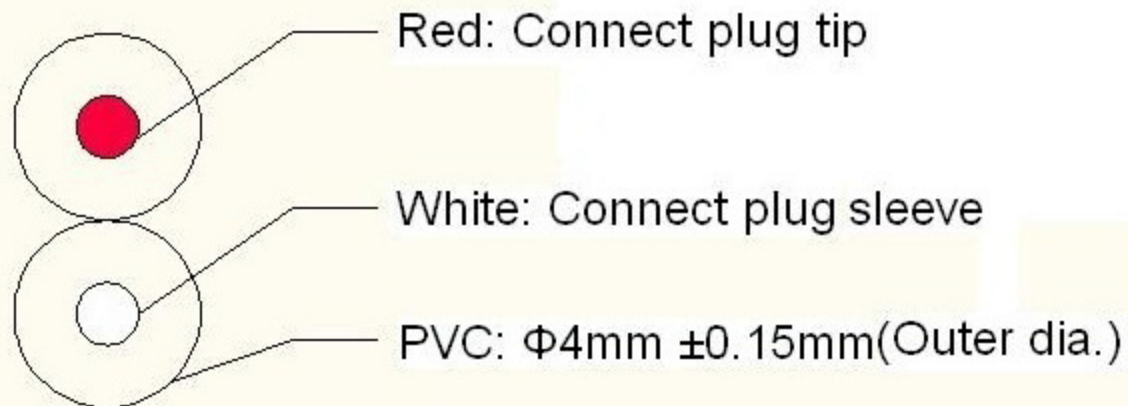 Red: Connect plug tip
White: Connect plug sleeve
PVC: Φ4mm ±0.15mm(Outer dia.)